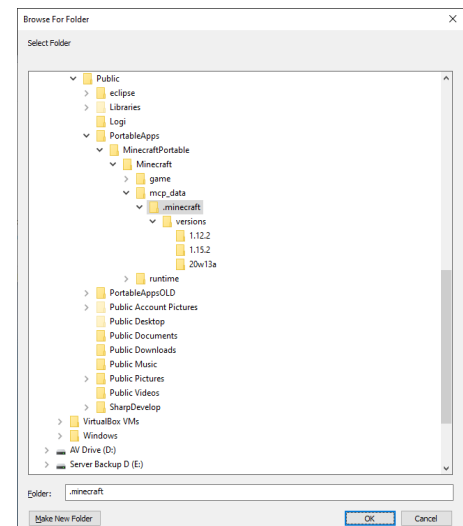 Browse For Folder
Select Folder
Public
eclipse
Libraries
Logi
PortableApps
MinecraftPortable
Minecraft
game
mcp_data
.minecraft
versions
1.12.2
1.15.2
20w13a
runtime
PortableAppsOLD
Public Account Pictures
Public Desktop
Public Documents
Public Downloads
Public Music
Public Pictures
Public Videos
SharpDevelop
VirtualBox VMs
Windows
AV Drive (D:)
Server Backup D (E:)
Folder: .minecraft
Make New Folder OK Cancel